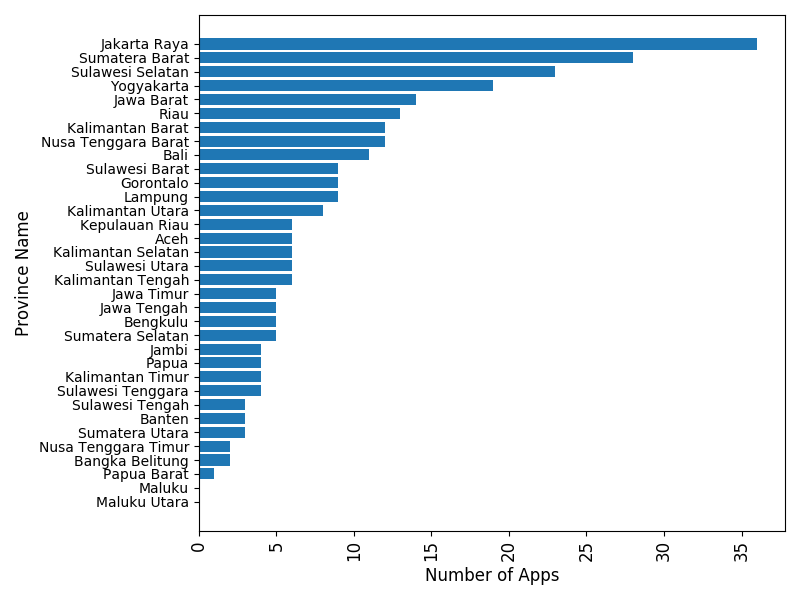 Jakarta Raya
Sumatera Barat
Sulawesi Selatan
Yogyakarta
Jawa Barat
Riau
Kalimantan Barat
Nusa Tenggara Barat
Bali
Sulawesi Barat
Gorontalo
Lampung
Kalimantan Utara
Kepulauan Riau
Aceh
Kalimantan Selatan
Sulawesi Utara
Kalimantan Tengah
Jawa Timur
Jawa Tengah
Bengkulu
Sumatera Selatan
Jambi
Papua
Kalimantan Timur
Sulawesi Tenggara
Sulawesi Tengah
Banten
Sumatera Utara
Nusa Tenggara Timur
Bangka Belitung
Papua Barat
Maluku
Maluku Utara
Province Name
0 5 10 15 20 25 30 35
Number of Apps